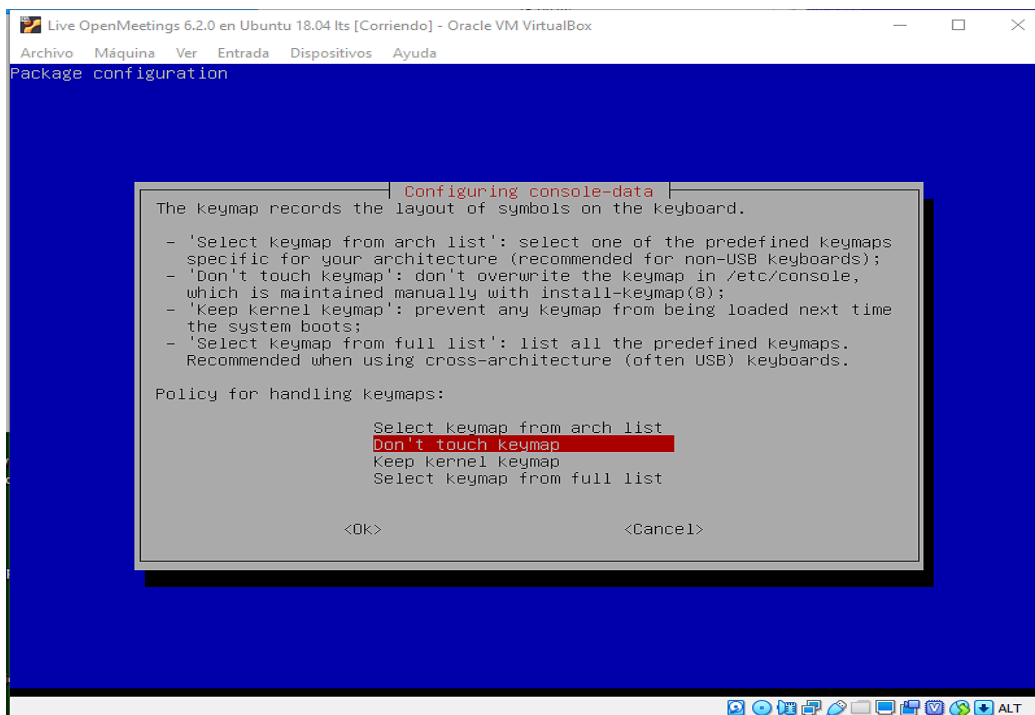 Live OpenMeetings 6.2.0 en Ubuntu 18.04 lts [Corriendo] - Oracle VM VirtualBox
Archivo Máquina Ver Entrada Dispositivos Ayuda
Package configuration
Configuring console-data
The keymap records the layout of symbols on the keyboard.
- 'Select keymap from arch list': select one of the predefined keymaps
specific for your architecture (recommended for non-USB keyboards);
- 'Don't touch keymap': don't overwrite the keymap in /etc/console,
which is maintained manually with install-keymap(8);
- 'Keep kernel keymap': prevent any keymap from being loaded next time
the system boots;
- 'Select keymap from full list': list all the predefined keymaps.
Recommended when using cross-architecture (often USB) keyboards.
Policy for handling keymaps:
Select keymap from arch list
Don't touch keymap
Keep kernel keymap
Select keymap from full list
<Ok> <Cancel>
ALT